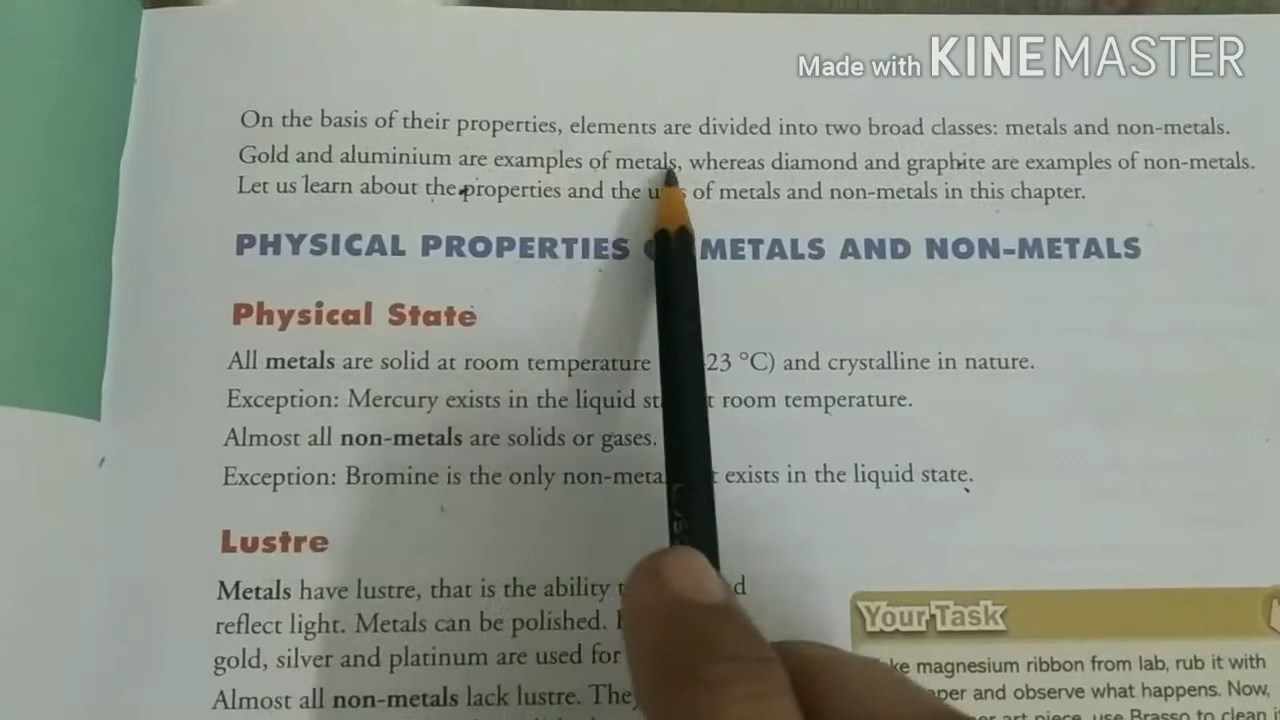 Made with KINEMASTER
On the basis of their properties, elements are divided into two broad classes: metals and non-metals.
Gold and aluminium are examples of metals, whereas diamond and graphite are examples of non-metals.
Let us learn about the properties and the of metals and non-metals in this chapter.
PHYSICAL PROPERTIES METALS AND NON-METALS
Physical State
All metals are solid at room temperature 23 °C) and crystalline in nature.
Exception: Mercury exists in the liquid room temperature.
Almost all non-metals are solids or gases.
Exception: Bromine is the only exists in the liquid state.
Lustre
Metals have lustre, that is the ability
reflect light. Metals can be polished.
gold, silver and platinum are used for
Almost all non-metals lack lustre.
Your Task
magnesium ribbon from lab, rub it with
and observe what happens. Now,
art piece, use Brasso to clean